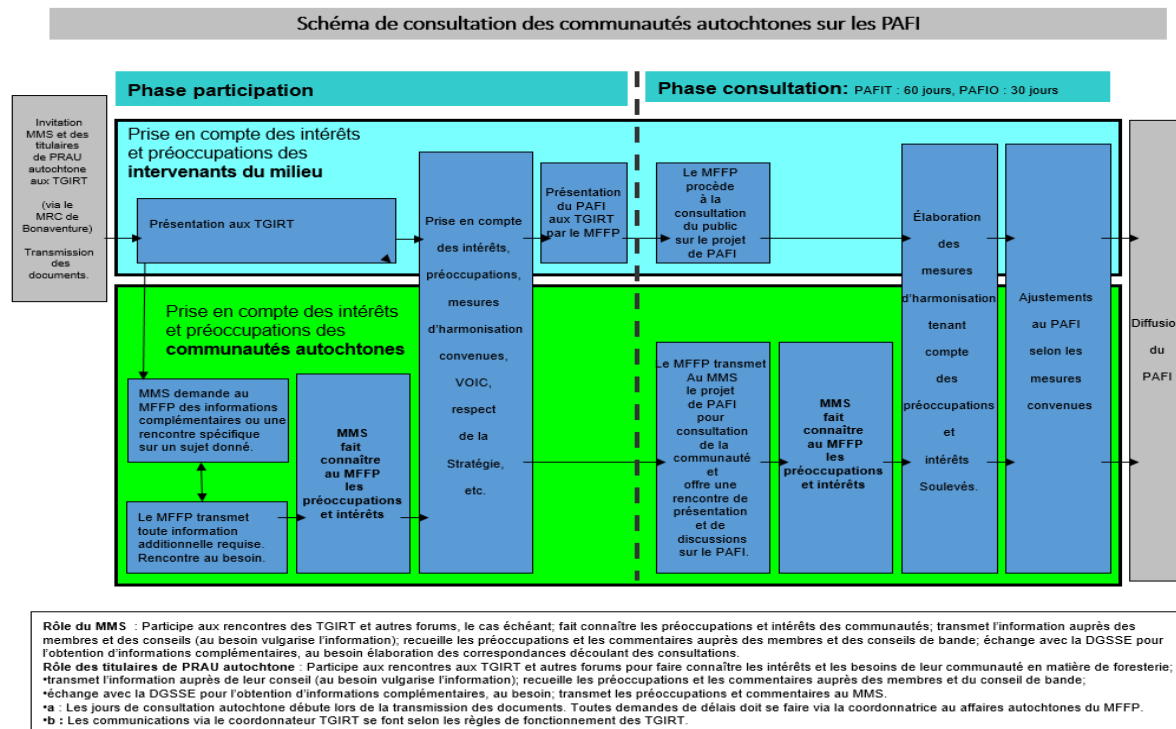 Schéma de consultation des communautés autochtones sur les PAFI
Phase participation
Phase consultation: PAFIT : 60 jours, PAFIO : 30 jours
Invitation
MMS et des
titulaires
de PRAU
autochtone
aux TGIRT
(via le
MRC de
Bonaventure)
Transmission
des
documents.
Prise en compte des intérêts
et préoccupations des
intervenants du milieu
Présentation aux TGIRT
Prise en compte
des intérêts,
préoccupations,
mesures
d'harmonisation
convenues,
VOIC,
respect
de la
Stratégie,
etc.
Présentation
du PAFI
aux TGIRT
par le MFFP
Le MFFP
procède
à la
consultation
du public
sur le projet
de PAFI
Élaboration
des
mesures
d'harmonisation
tenant
compte
des
préoccupations
et
intérêts
Soulevés.
Ajustements
au PAFI
selon les
mesures
convenues
Diffusion
du
PAFI
Prise en compte des intérêts
et préoccupations des
communautés autochtones
MMS demande au
MFFP des informations
complémentaires ou une
rencontre spécifique
sur un sujet donné.
Le MFFP transmet
toute information
additionnelle requise.
Rencontre au besoin.
MMS
fait
connaître
au MFFP
les
préoccupations
et intérêts
Le MFFP transmet
Au MMS
le projet
de PAFI
pour
consultation
de la
communauté
et
offre une
rencontre de
présentation
et de
discussions
sur le PAFI.
MMS
fait
connaître
au MFFP
les
préoccupations
et intérêts
Rôle du MMS : Participe aux rencontres des TGIRT et autres forums, le cas échéant; fait connaître les préoccupations et intérêts des communautés; transmet l'information auprès des
membres et des conseils (au besoin vulgarise l'information); recueille les préoccupations et les commentaires auprès des membres et des conseils de bande; échange avec la DGSSE pour
l'obtention d'informations complémentaires, au besoin élaboration des correspondances découlant des consultations.
Rôle des titulaires de PRAU autochtone : Participe aux rencontres aux TGIRT et autres forums pour faire connaître les intérêts et les besoins de leur communauté en matière de foresterie;
•transmet l'information auprès de leur conseil (au besoin vulgarise l'information); recueille les préoccupations et les commentaires auprès des membres et du conseil de bande;
•échange avec la DGSSE pour l'obtention d'informations complémentaires, au besoin; transmet les préoccupations et commentaires au MMS.
•a : Les jours de consultation autochtone débute lors de la transmission des documents. Toutes demandes de délais doit se faire via la coordonnatrice au affaires autochtones du MFFP.
•b : Les communications via le coordonnateur TGIRT se font selon les règles de fonctionnement des TGIRT.